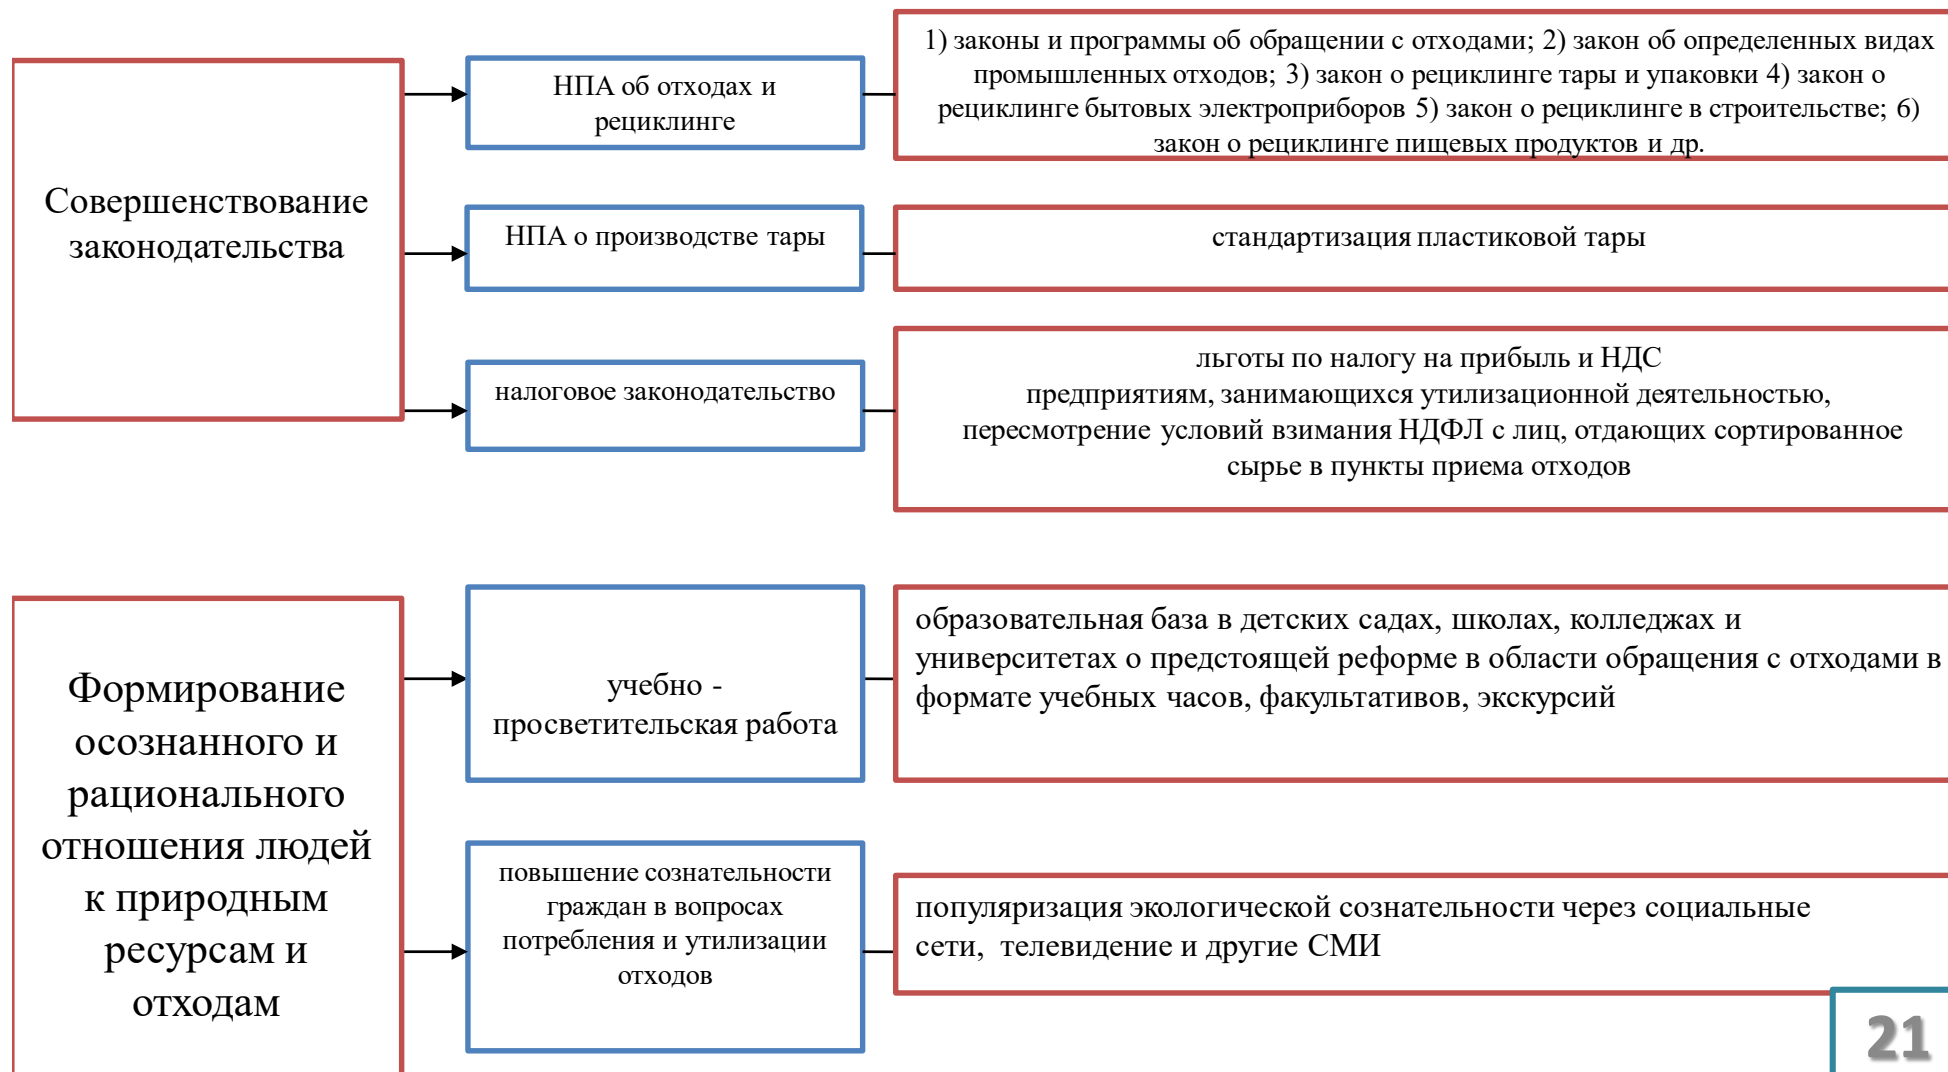 Совершенствование
законодательства
НПА об отходах и
рециклинге
1) законы и программы об обращении с отходами; 2) закон об определенных видах
промышленных отходов; 3) закон о рециклинге тары и упаковки 4) закон о
рециклинге бытовых электроприборов 5) закон о рециклинге в строительстве; 6)
закон о рециклинге пищевых продуктов и др.
НПА о производстве тары
стандартизация пластиковой тары
налоговое законодательство
льготы по налогу на прибыль и НДС
предприятиям, занимающихся утилизационной деятельностью,
пересмотрение условий взимания НДФЛ с лиц, отдающих сортированное
сырье в пункты приема отходов
Формирование
осознанного и
рационального
отношения людей
к природным
ресурсам и
отходам
учебно -
просветительская работа
образовательная база в детских садах, школах, колледжах и
университетах о предстоящей реформе в области обращения с отходами в
формате учебных часов, факультативов, экскурсий
повышение сознательности
граждан в вопросах
потребления и утилизации
отходов
популяризация экологической сознательности через социальные
сети, телевидение и другие СМИ
21